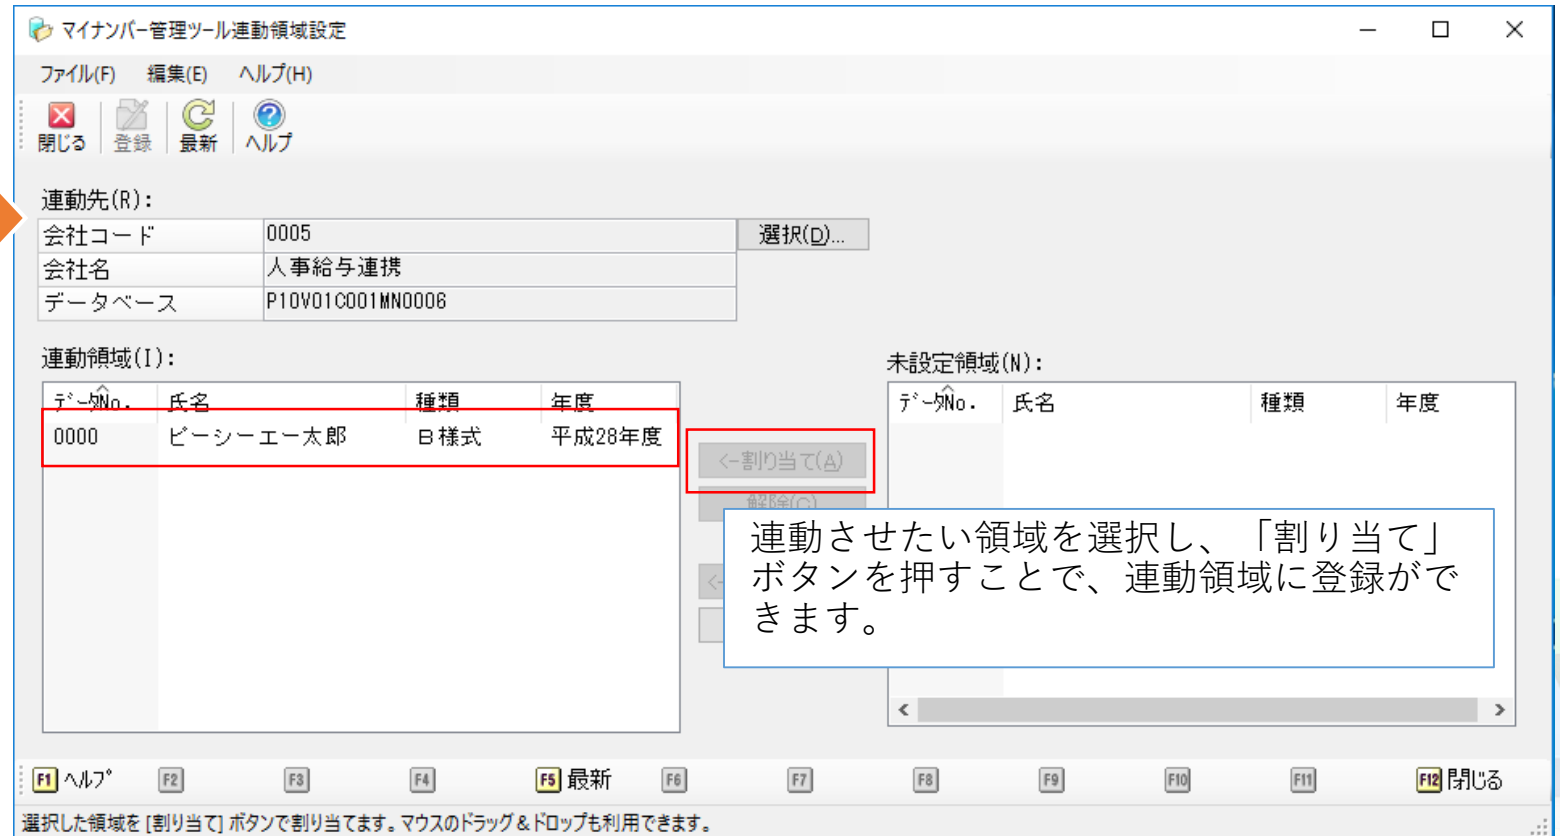 マイナンバー管理ツール連動領域設定
ファイル(F) 編集(E) ヘルプ(H)
閉じる 登録 最新 ヘルプ
連動先(R):
会社コード 0005 選択(D)...
会社名 人事給与連携
データベース P10V01C001MN0006
連動領域(I): 未設定領域(N):
ﾃﾞｰﾀNo. 氏名 種類 年度 ﾃﾞｰﾀNo. 氏名 種類 年度
0000 ピーシーエー太郎 B様式 平成28年度
<-割り当て(A)
解除(C)
連動させたい領域を選択し、「割り当て」
ボタンを押すことで、連動領域に登録がで
きます。
F1 ﾍﾙﾌﾟ F2 F3 F4 F5 最新 F6 F7 F8 F9 F10 F11 F12 閉じる
選択した領域を [割り当て] ボタンで割り当てます。マウスのドラッグ＆ドロップも利用できます。